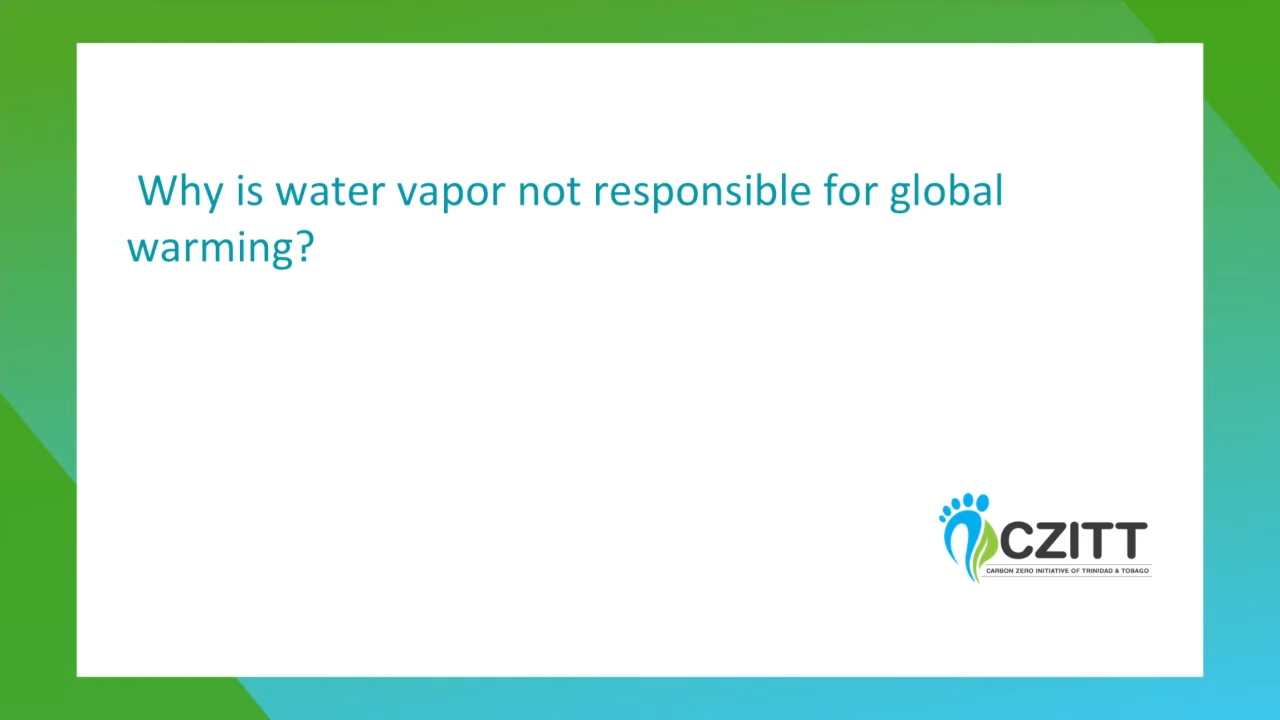 Why is water vapor not responsible for global
warming?
CZITT
CARBON ZERO INITIATIVE OF TRINIDAD & TOBAGO